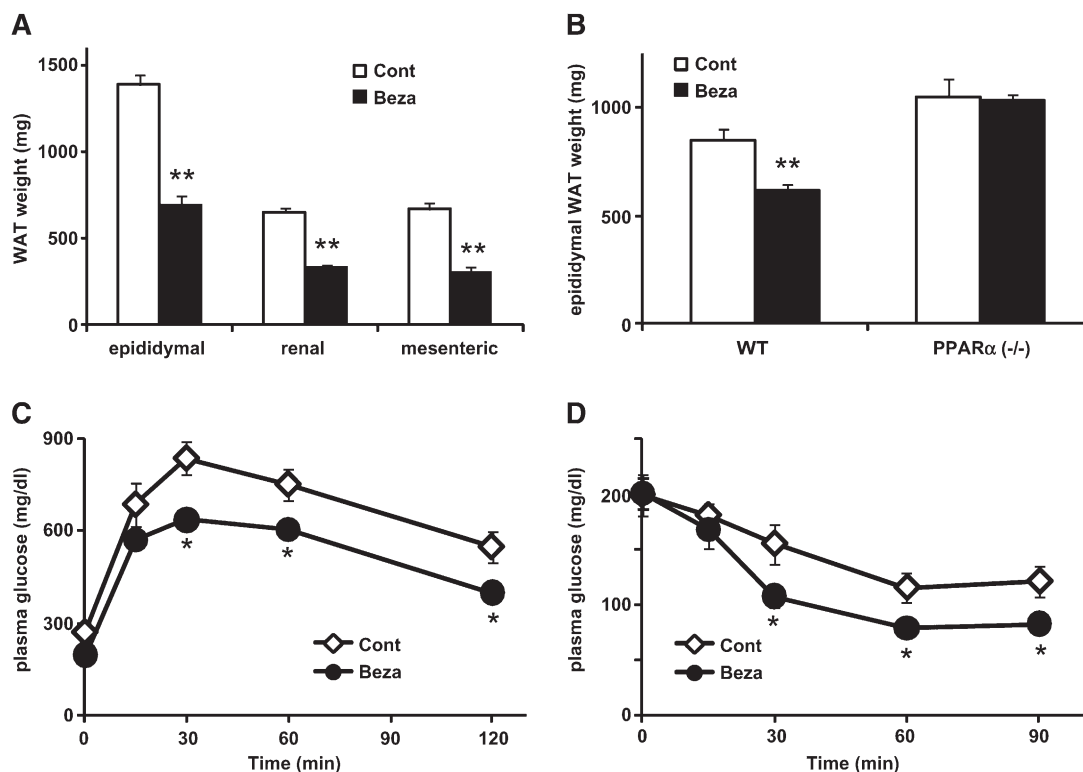 A
WAT weight (mg)
1500
1000
500
0
Cont
Beza
**
**
**
epididymal renal mesenteric
B
epididymal WAT weight (mg)
1000
500
0
Cont
Beza
**
WT PPARα (-/-)
C
plasma glucose (mg/dl)
900
600
300
0
*
*
*
Cont
Beza
0 30 60 90 120
Time (min)
D
plasma glucose (mg/dl)
200
100
0
*
*
*
Cont
Beza
0 30 60 90
Time (min)